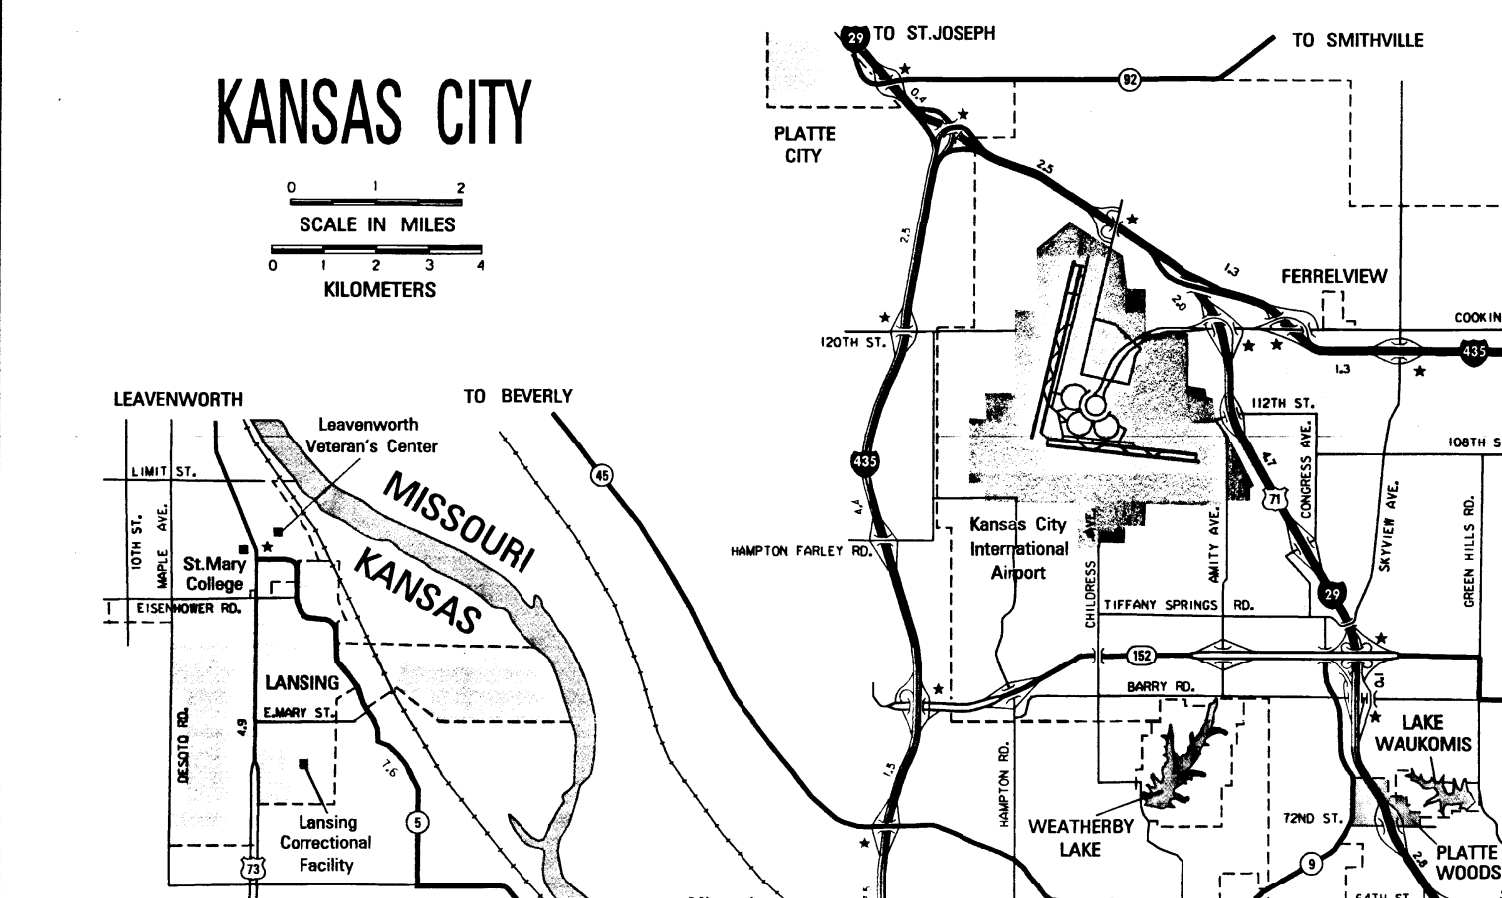 29
TO ST.JOSEPH
TO SMITHVILLE
92
KANSAS CITY
0.4
PLATTE
CITY
2.5
0 1 2
SCALE IN MILES
0 1 2 3 4
KILOMETERS
2.5
1.3
FERRELVIEW
2.0
COOKIN
120TH ST.
435
1.3
LEAVENWORTH
TO BEVERLY
112TH ST.
Leavenworth
Veteran's Center
108TH S
LIMIT ST.
45
435
4.7
71
CONGRESS AVE.
SKYVIEW AVE.
GREEN HILLS RD.
MISSOURI
KANSAS
10TH ST.
MAPLE AVE.
4.4
Kansas City
International
Airport
HAMPTON FARLEY RD.
CHILDRESS AVE.
AMITY AVE.
St.Mary
College
EISENHOWER RD.
29
TIFFANY SPRINGS RD.
152
BARRY RD.
0.1
LANSING
E.MARY ST.
4.9
DESOTO RD.
7.6
LAKE
WAUKOMIS
1.5
HAMPTON RD.
WEATHERBY
LAKE
72ND ST.
Lansing
Correctional
Facility
5
73
9
PLATTE
WOODS
2.8
64TH ST